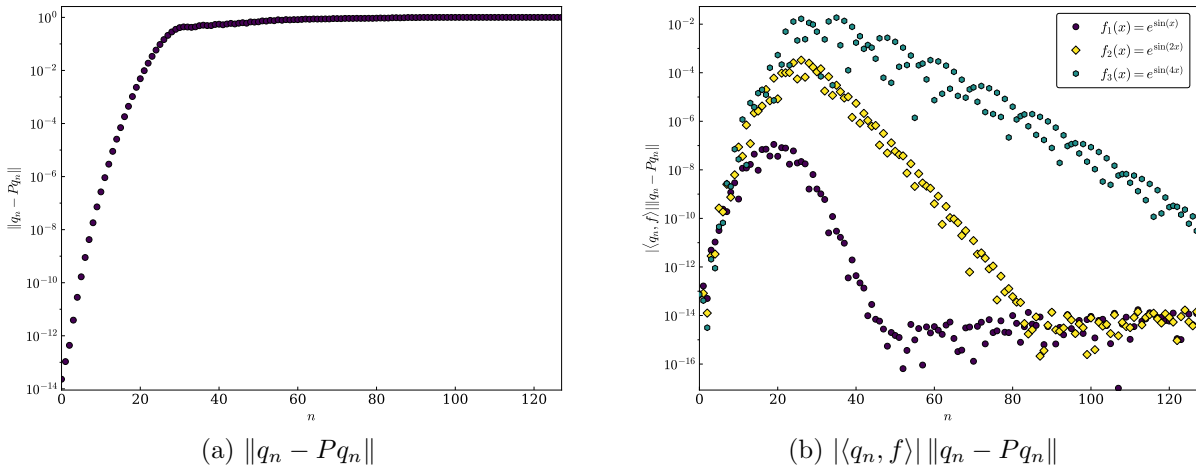 10^0
10^{-2}
10^{-4}
10^{-6}
10^{-8}
10^{-10}
10^{-12}
10^{-14}
‖q_n − Pq_n‖
0 20 40 60 80 100 120
n
(a) ‖q_n − Pq_n‖
10^{-2}
10^{-4}
10^{-6}
10^{-8}
10^{-10}
10^{-12}
10^{-14}
10^{-16}
|⟨q_n, f⟩|‖q_n − Pq_n‖
f_1(x) = e^{sin(x)}
f_2(x) = e^{sin(2x)}
f_3(x) = e^{sin(4x)}
0 20 40 60 80 100 120
n
(b) |⟨q_n, f⟩| ‖q_n − Pq_n‖